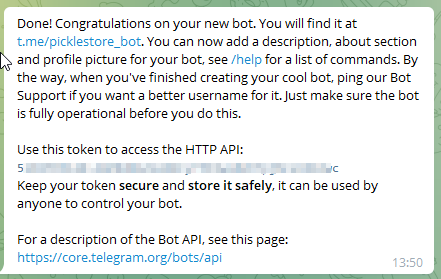 Done! Congratulations on your new bot. You will find it at
t.me/picklestore_bot. You can now add a description, about section
and profile picture for your bot, see /help for a list of commands. By
the way, when you've finished creating your cool bot, ping our Bot
Support if you want a better username for it. Just make sure the bot
is fully operational before you do this.
Use this token to access the HTTP API:
Keep your token secure and store it safely, it can be used by
anyone to control your bot.
For a description of the Bot API, see this page:
https://core.telegram.org/bots/api
13:50